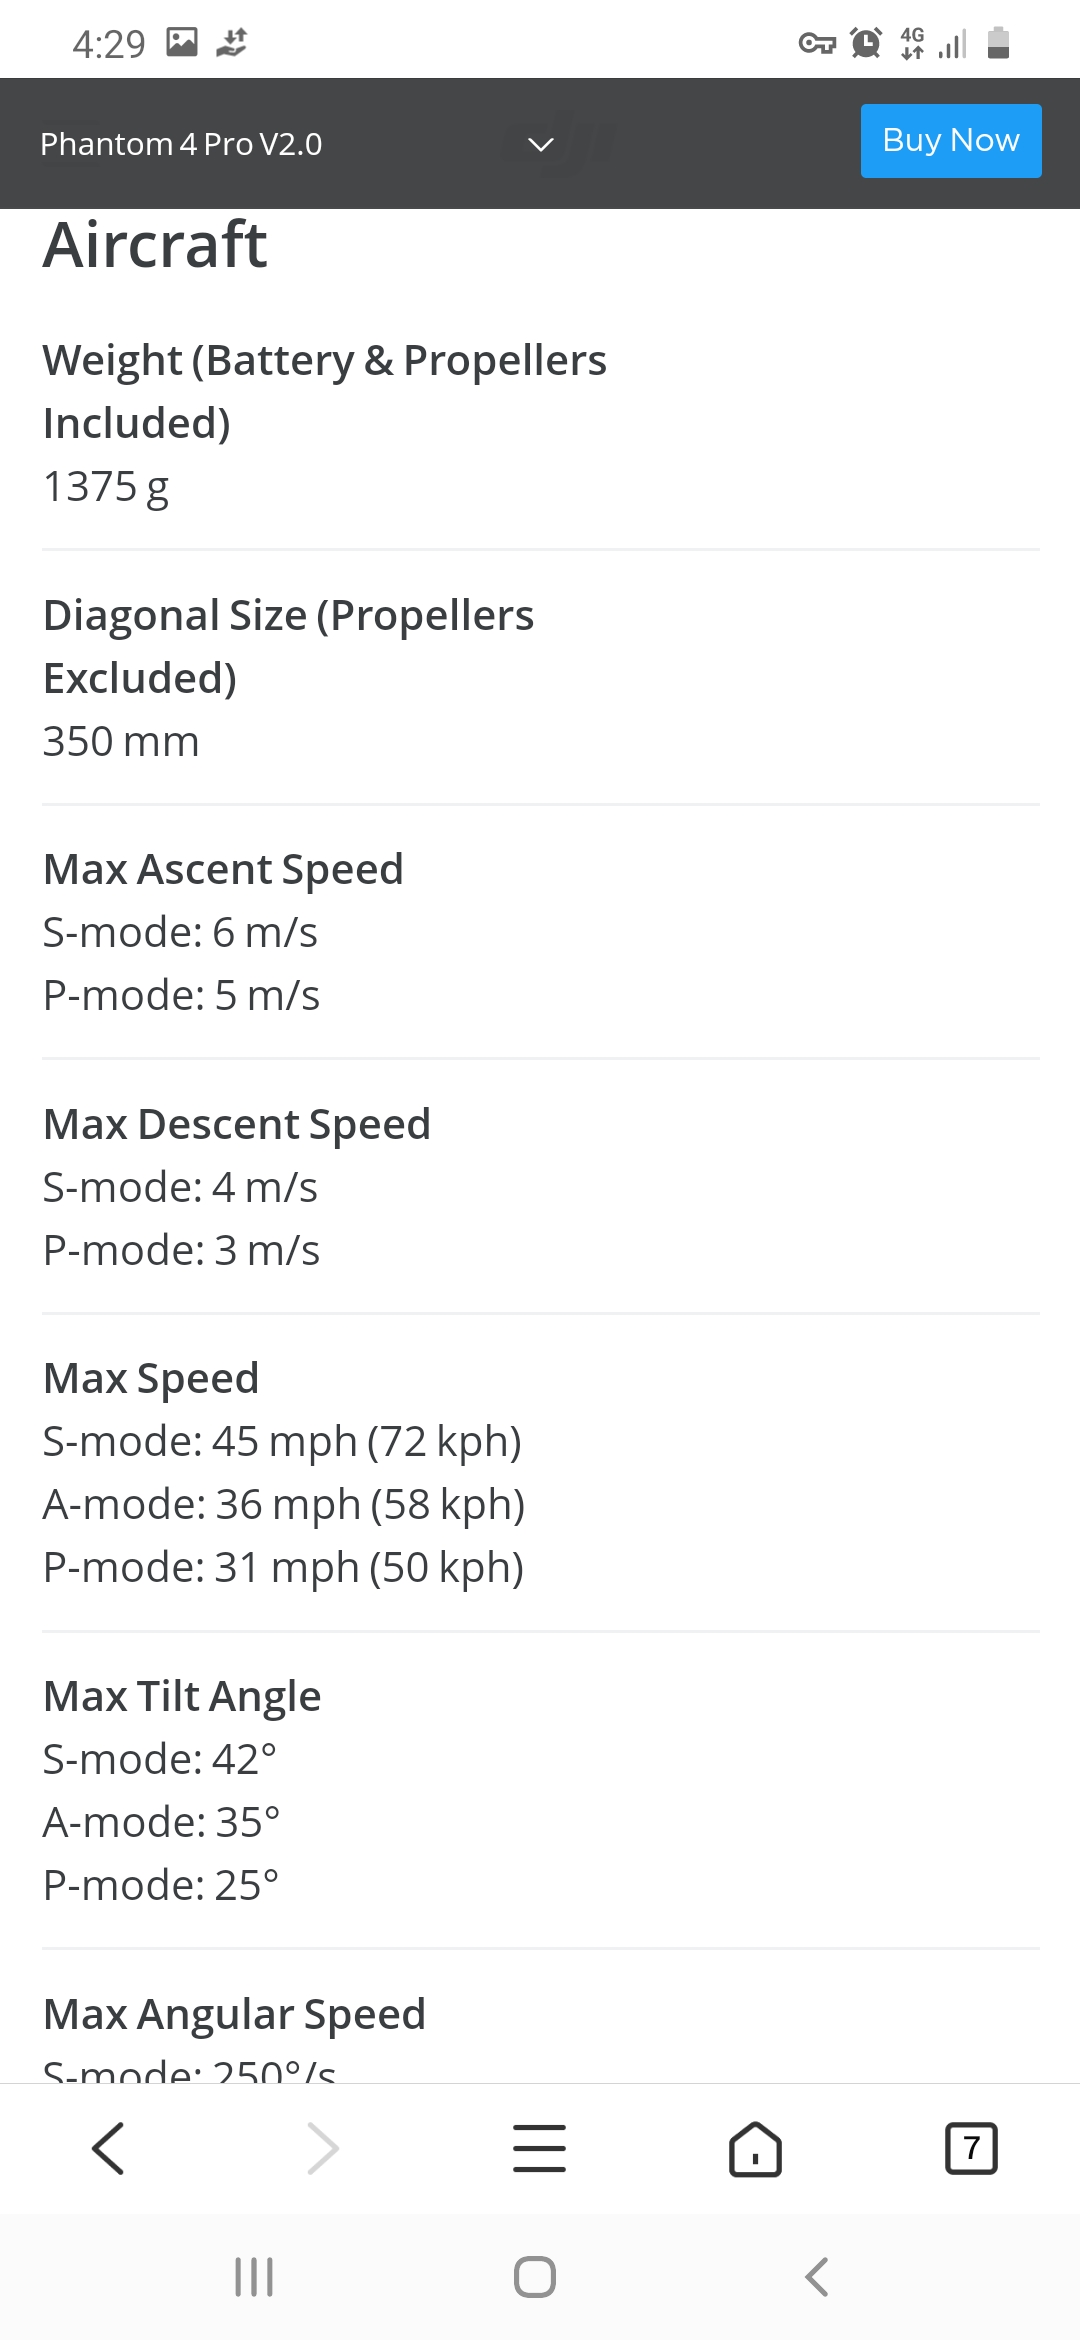 4:29
4G
Phantom 4 Pro V2.0
Buy Now
Aircraft
Weight (Battery & Propellers
Included)
1375 g
Diagonal Size (Propellers
Excluded)
350 mm
Max Ascent Speed
S-mode: 6 m/s
P-mode: 5 m/s
Max Descent Speed
S-mode: 4 m/s
P-mode: 3 m/s
Max Speed
S-mode: 45 mph (72 kph)
A-mode: 36 mph (58 kph)
P-mode: 31 mph (50 kph)
Max Tilt Angle
S-mode: 42°
A-mode: 35°
P-mode: 25°
Max Angular Speed
S-mode: 250°/s
7